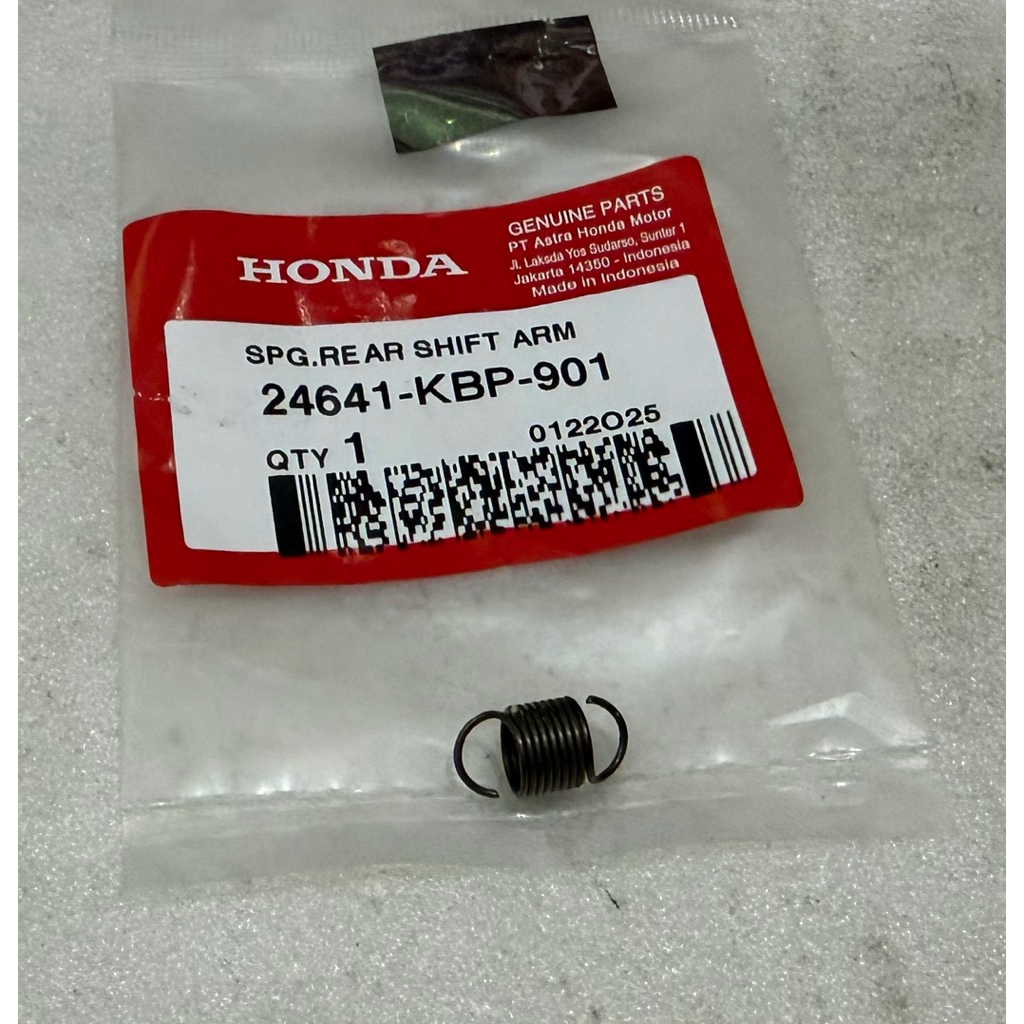 HONDA
GENUINE PARTS
PT Astra Honda Motor
Jl. Laksda Yos Sudarso, Sunter 1
Jakarta 14350 - Indonesia
Made in Indonesia
SPG.REAR SHIFT ARM
24641-KBP-901
QTY 1
0122O25